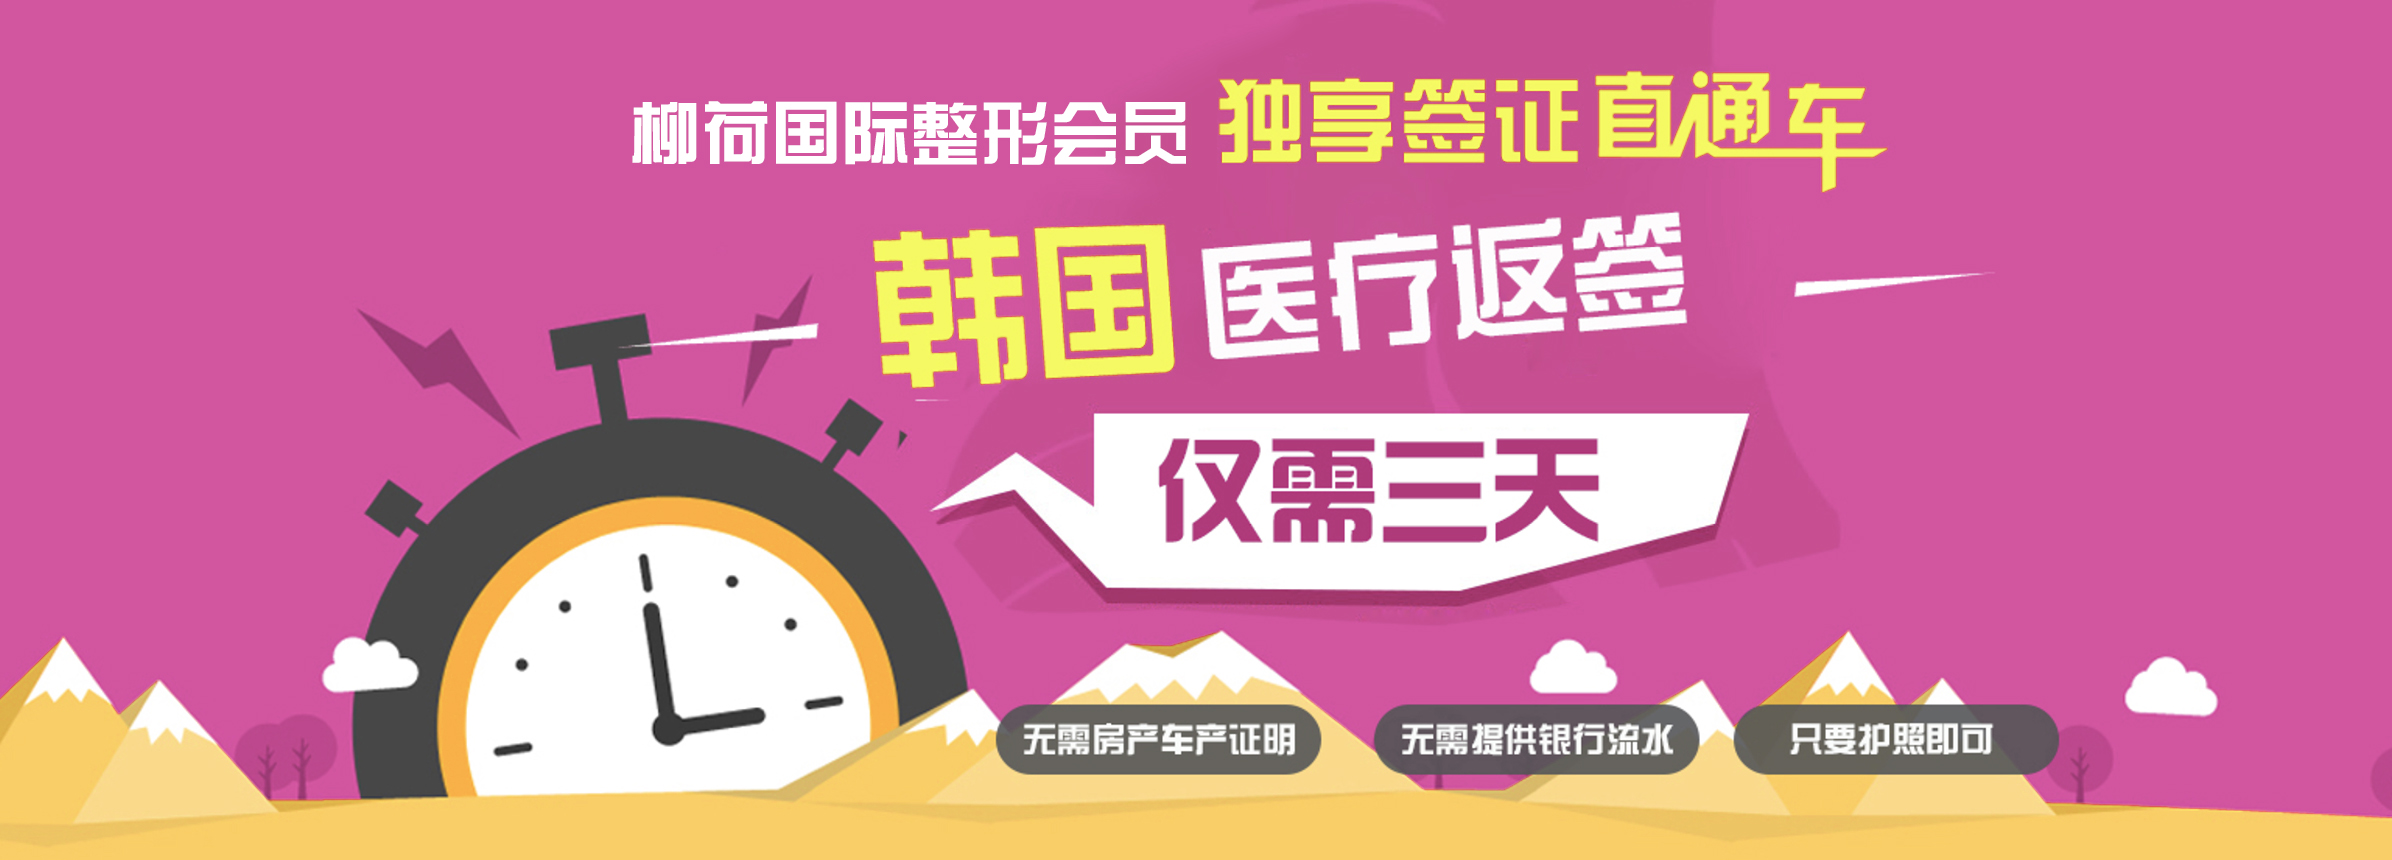 柳荷国际整形会员 独享签证直通车
韩国医疗返签
仅需三天
无需房产车产证明
无需提供银行流水
只要护照即可